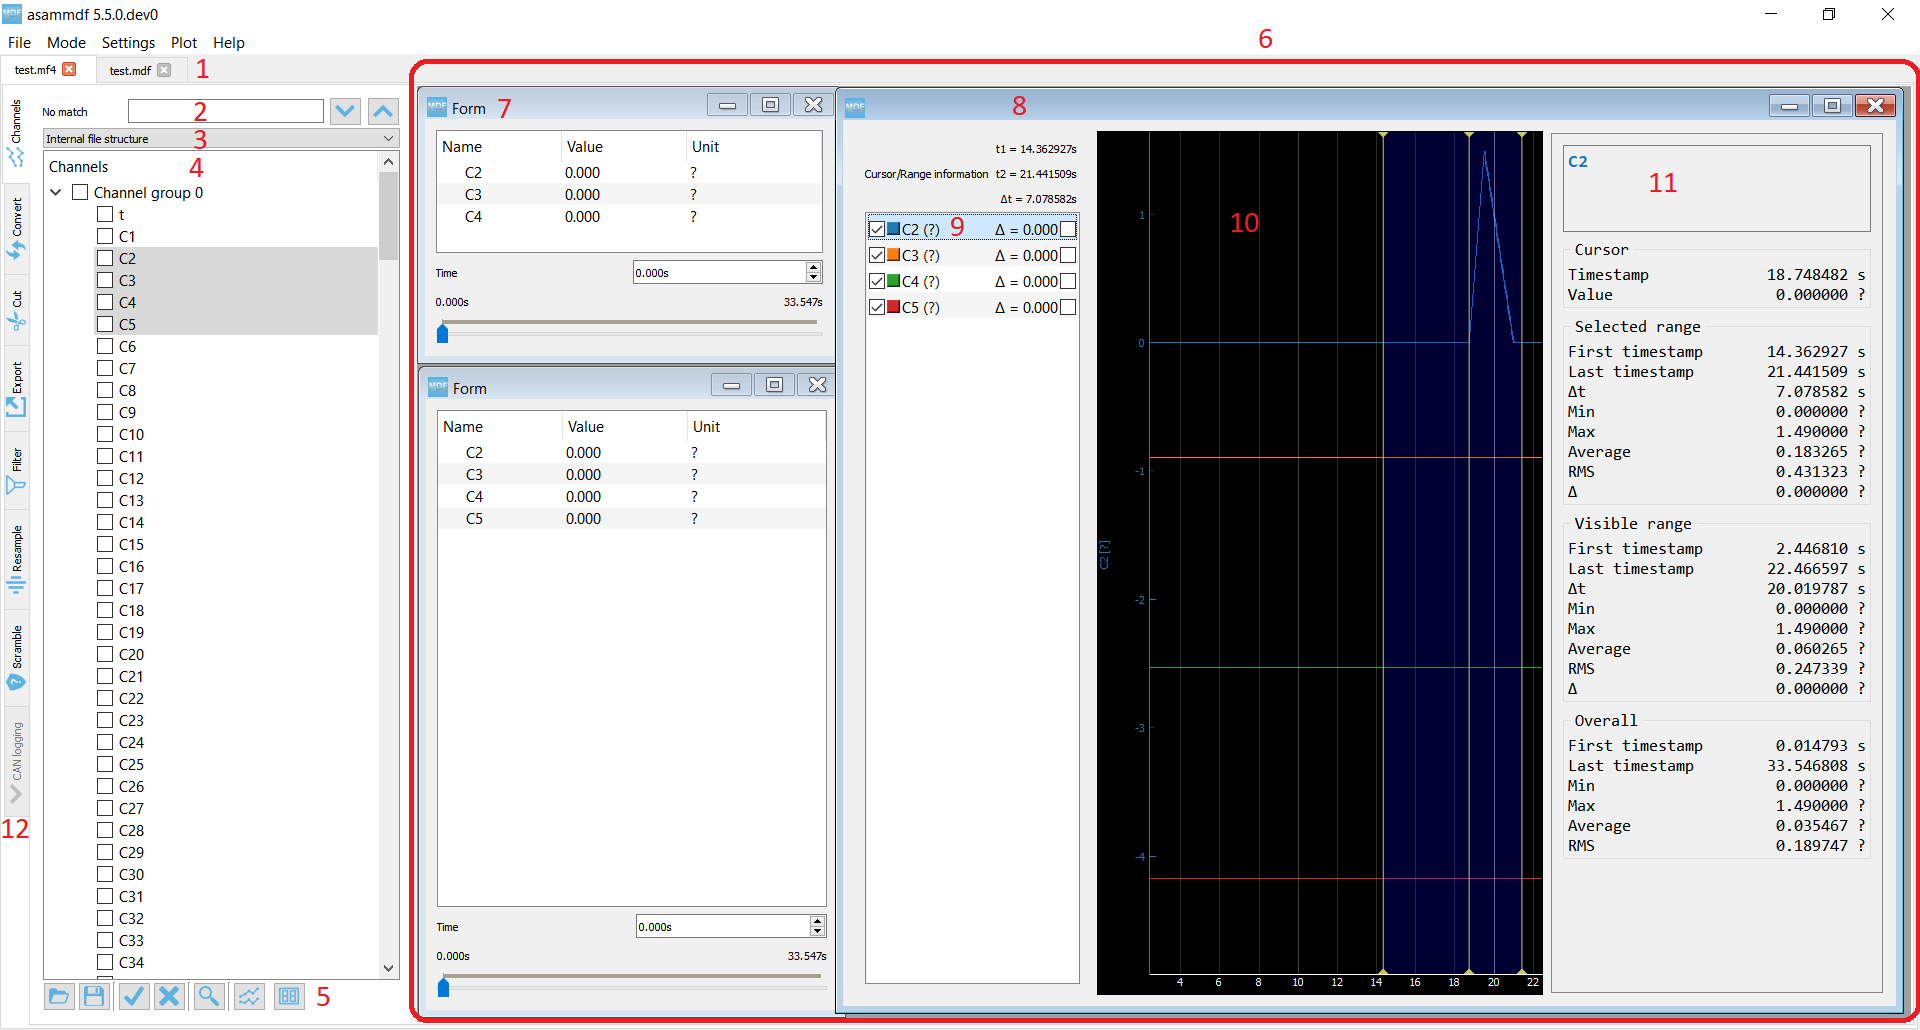 MDF asammdf 5.5.0.dev0
File Mode Settings Plot Help
6
test.mf4 test.mdf 1
Channels
Convert
Cut
Export
Filter
Resample
Scramble
CAN logging
12
No match 2
Internal file structure 3
Channels 4
Channel group 0
t
C1
C2
C3
C4
C5
C6
C7
C8
C9
C10
C11
C12
C13
C14
C15
C16
C17
C18
C19
C20
C21
C22
C23
C24
C25
C26
C27
C28
C29
C30
C31
C32
C33
C34
5
MDF Form 7
Name Value Unit
C2 0.000 ?
C3 0.000 ?
C4 0.000 ?
Time 0.000s
0.000s 33.547s
MDF Form
Name Value Unit
C2 0.000 ?
C3 0.000 ?
C4 0.000 ?
C5 0.000 ?
Time 0.000s
0.000s 33.547s
MDF 8
t1 = 14.362927s
Cursor/Range information t2 = 21.441509s
Δt = 7.078582s
C2 (?) 9 Δ = 0.000
C3 (?) Δ = 0.000
C4 (?) Δ = 0.000
C5 (?) Δ = 0.000
10
C2 [?]
1
0
-1
-2
-3
-4
4 6 8 10 12 14 16 18 20 22
C2
11
Cursor
Timestamp 18.748482 s
Value 0.000000 ?
Selected range
First timestamp 14.362927 s
Last timestamp 21.441509 s
Δt 7.078582 s
Min 0.000000 ?
Max 1.490000 ?
Average 0.183265 ?
RMS 0.431323 ?
Δ 0.000000 ?
Visible range
First timestamp 2.446810 s
Last timestamp 22.466597 s
Δt 20.019787 s
Min 0.000000 ?
Max 1.490000 ?
Average 0.060265 ?
RMS 0.247339 ?
Δ 0.000000 ?
Overall
First timestamp 0.014793 s
Last timestamp 33.546808 s
Min 0.000000 ?
Max 1.490000 ?
Average 0.035467 ?
RMS 0.189747 ?